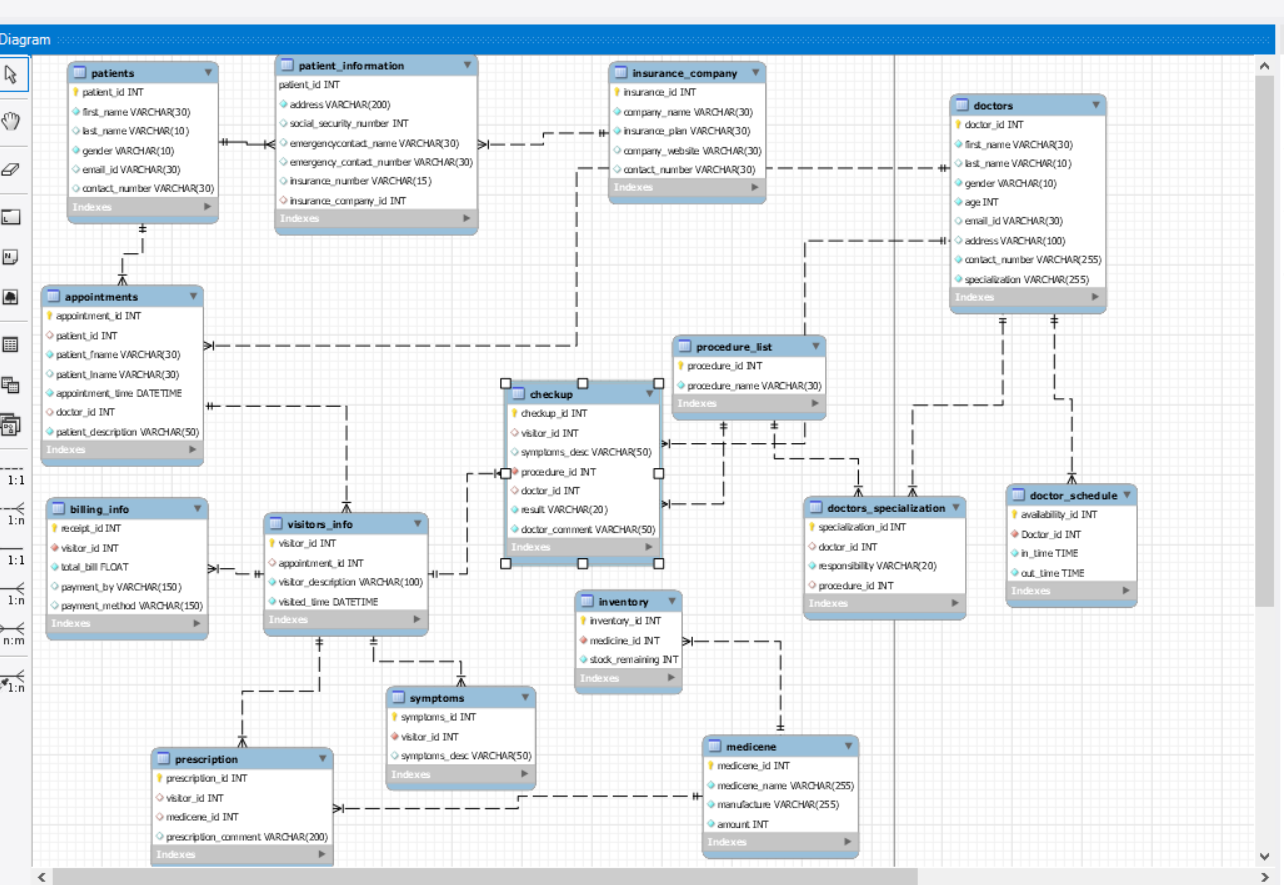 Diagram
patients
patient_id INT
first_name VARCHAR(30)
last_name VARCHAR(10)
gender VARCHAR(10)
email_id VARCHAR(30)
contact_number VARCHAR(30)
Indexes
patient_information
patient_id INT
address VARCHAR(200)
social_security_number INT
emergencycontact_name VARCHAR(30)
emergency_contact_number VARCHAR(30)
insurance_number VARCHAR(15)
insurance_company_id INT
Indexes
insurance_company
insurance_id INT
company_name VARCHAR(30)
insurance_plan VARCHAR(30)
company_website VARCHAR(30)
contact_number VARCHAR(30)
Indexes
doctors
doctor_id INT
first_name VARCHAR(30)
last_name VARCHAR(10)
gender VARCHAR(10)
age INT
email_id VARCHAR(30)
address VARCHAR(100)
contact_number VARCHAR(255)
specialization VARCHAR(255)
Indexes
appointments
appointment_id INT
patient_id INT
patient_fname VARCHAR(30)
patient_lname VARCHAR(30)
appointment_time DATETIME
doctor_id INT
patient_description VARCHAR(50)
Indexes
procedure_list
procedure_id INT
procedure_name VARCHAR(30)
Indexes
checkup
checkup_id INT
visitor_id INT
symptoms_desc VARCHAR(50)
procedure_id INT
doctor_id INT
result VARCHAR(20)
doctor_comment VARCHAR(50)
Indexes
billing_info
receipt_id INT
visitor_id INT
total_bill FLOAT
payment_by VARCHAR(150)
payment_method VARCHAR(150)
Indexes
visitors_info
visitor_id INT
appointment_id INT
visitor_description VARCHAR(100)
visited_time DATETIME
Indexes
doctors_specialization
specialization_id INT
doctor_id INT
responsibility VARCHAR(20)
procedure_id INT
Indexes
doctor_schedule
availability_id INT
Doctor_id INT
in_time TIME
out_time TIME
Indexes
inventory
inventory_id INT
medicine_id INT
stock_remaining INT
Indexes
symptoms
symptoms_id INT
visitor_id INT
symptoms_desc VARCHAR(50)
Indexes
prescription
prescription_id INT
visitor_id INT
medicene_id INT
prescription_comment VARCHAR(200)
Indexes
medicene
medicene_id INT
medicene_name VARCHAR(255)
manufacture VARCHAR(255)
amount INT
Indexes
1:1
1:n
1:1
1:n
n:m
1:n